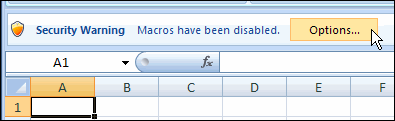 Security Warning Macros have been disabled. Options...
A1 fx
A B C D E F
1